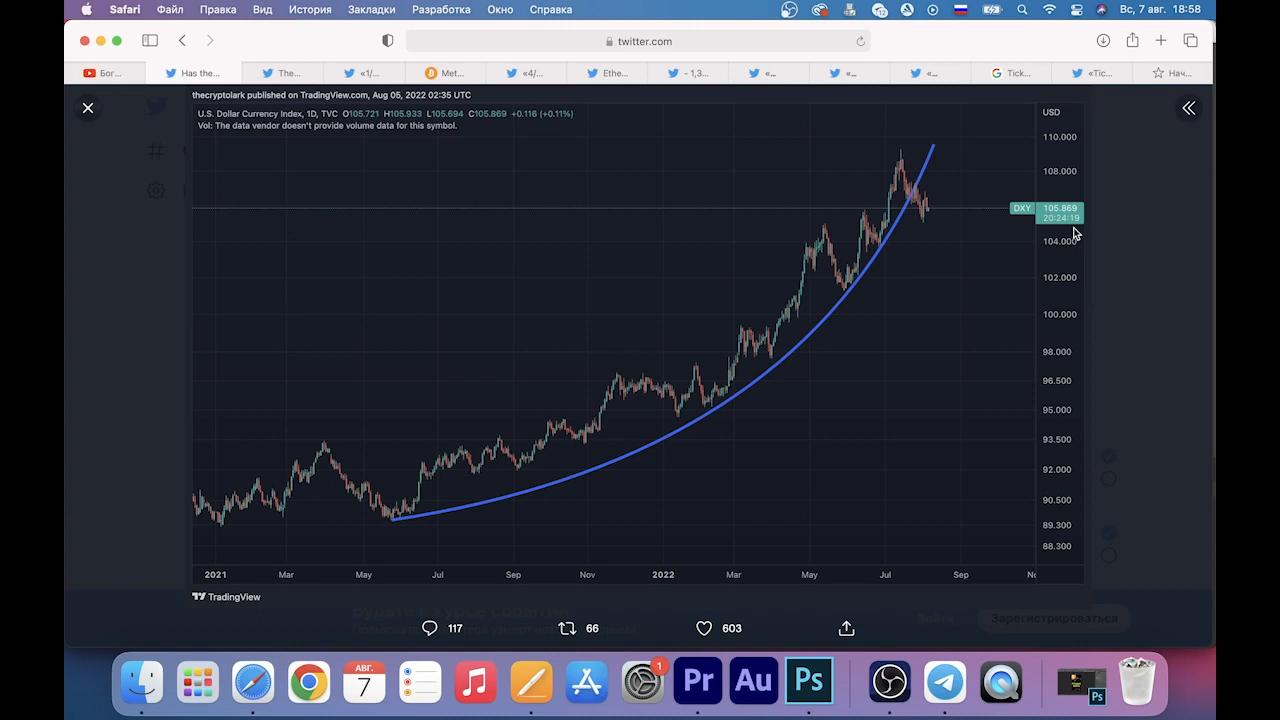 Safari Файл Правка Вид История Закладки Разработка Окно Справка Вс, 7 авг. 18:58
twitter.com
Бог... Has the... The... «1/... Met... «4/... Ethe... - 1,3... «... «... «... Tick... «Tic... Нач...
thecryptolark published on TradingView.com, Aug 05, 2022 02:35 UTC
U.S. Dollar Currency Index, 1D, TVC O105.721 H105.933 L105.694 C105.869 +0.116 (+0.11%)
Vol: The data vendor doesn't provide volume data for this symbol.
USD
110.000
108.000
DXY 105.869
20:24:19
104.000
102.000
100.000
98.000
96.500
95.000
93.500
92.000
90.500
89.300
88.300
2021 Mar May Jul Sep Nov 2022 Mar May Jul Sep
TradingView
Войти Зарегистрироваться
117 66 603
АВГ.
7
1
Pr Au Ps
Ps